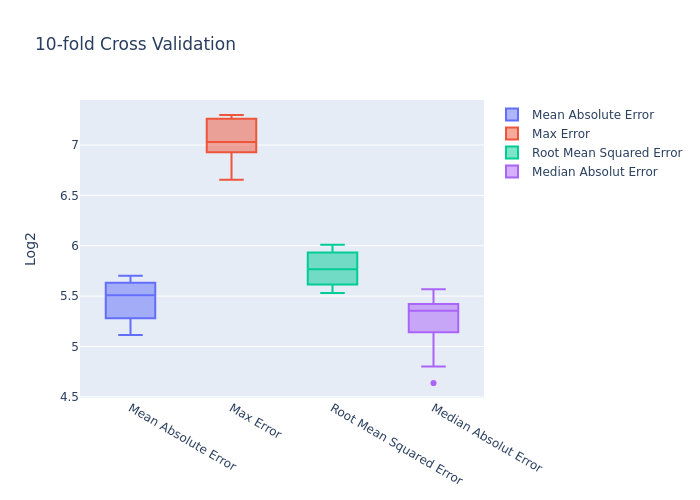 10-fold Cross Validation
Mean Absolute Error
Max Error
Root Mean Squared Error
Median Absolut Error
Log2
7
6.5
6
5.5
5
4.5
Mean Absolute Error
Max Error
Root Mean Squared Error
Median Absolut Error